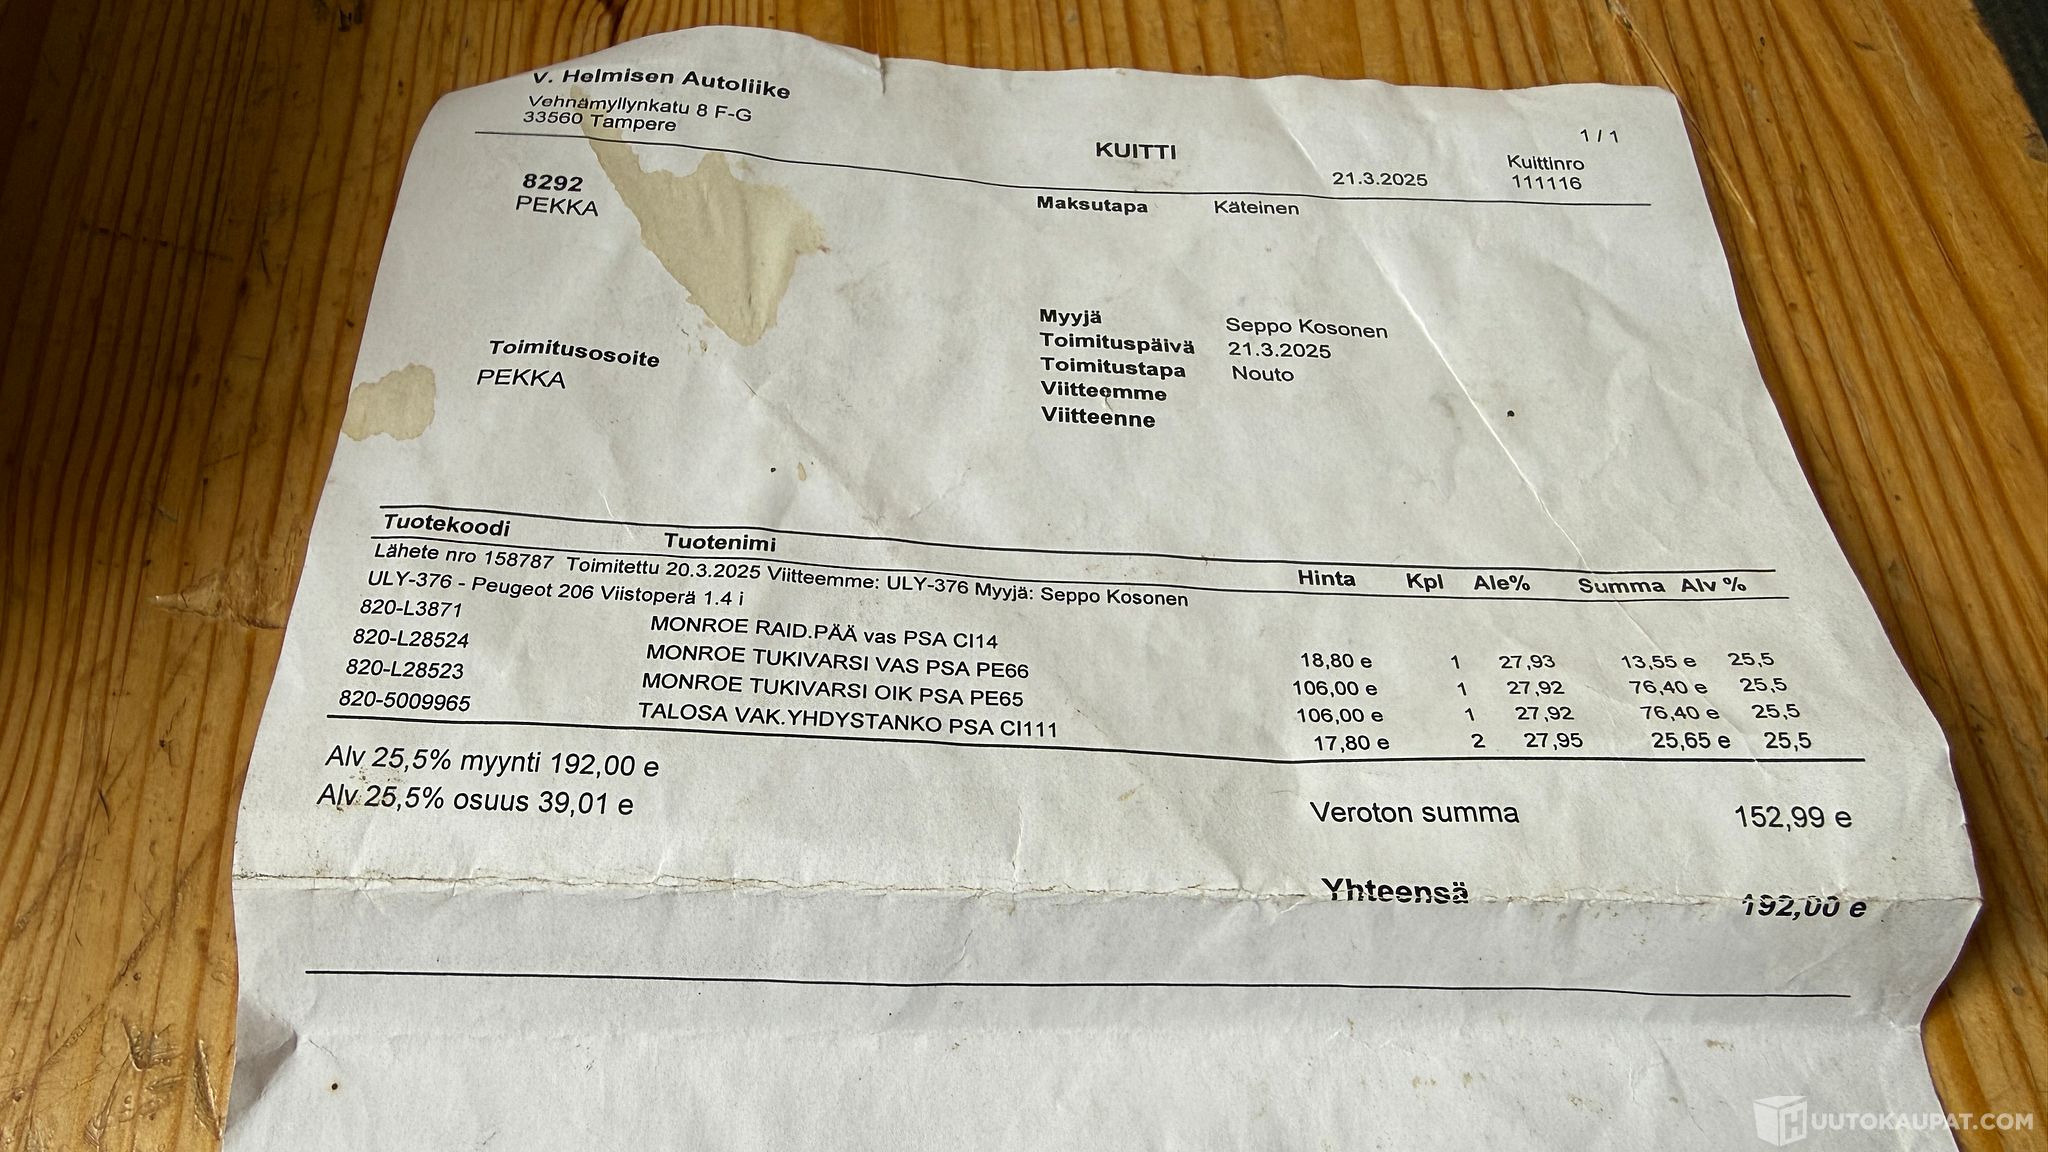 v. Helmisen Autoliike
Vehnämyllynkatu 8 F-G
33560 Tampere
KUITTI
21.3.2025
1 / 1
Kuittinro
111116
8292
PEKKA
Maksutapa Käteinen
Myyjä Seppo Kosonen
Toimituspäivä 21.3.2025
Toimitustapa Nouto
Viitteemme
Viitteenne
Toimitusosoite
PEKKA
Tuotekoodi Tuotenimi Hinta Kpl Ale% Summa Alv %
Lähete nro 158787 Toimitettu 20.3.2025 Viitteemme: ULY-376 Myyjä: Seppo Kosonen
ULY-376 - Peugeot 206 Viistoperä 1.4 i
820-L3871 MONROE RAID.PÄÄ vas PSA CI14 18,80 e 1 27,93 13,55 e 25,5
820-L28524 MONROE TUKIVARSI VAS PSA PE66 106,00 e 1 27,92 76,40 e 25,5
820-L28523 MONROE TUKIVARSI OIK PSA PE65 106,00 e 1 27,92 76,40 e 25,5
820-5009965 TALOSA VAK.YHDYSTANKO PSA CI111 17,80 e 2 27,95 25,65 e 25,5
Alv 25,5% myynti 192,00 e
Alv 25,5% osuus 39,01 e
Veroton summa 152,99 e
Yhteensä 192,00 e
HUUTOKAUPAT.COM